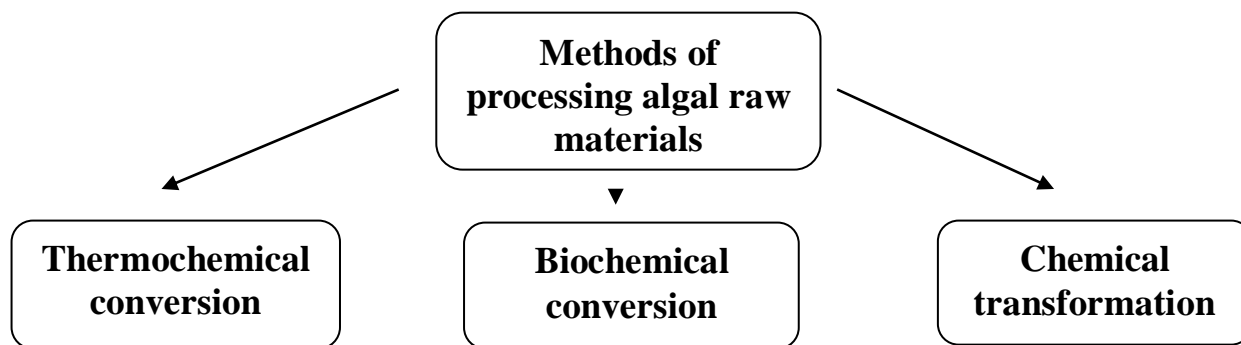 Methods of
processing algal raw
materials
Thermochemical
conversion
Biochemical
conversion
Chemical
transformation